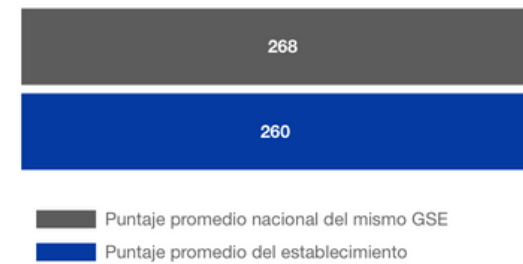 268
260
Puntaje promedio nacional del mismo GSE
Puntaje promedio del establecimiento